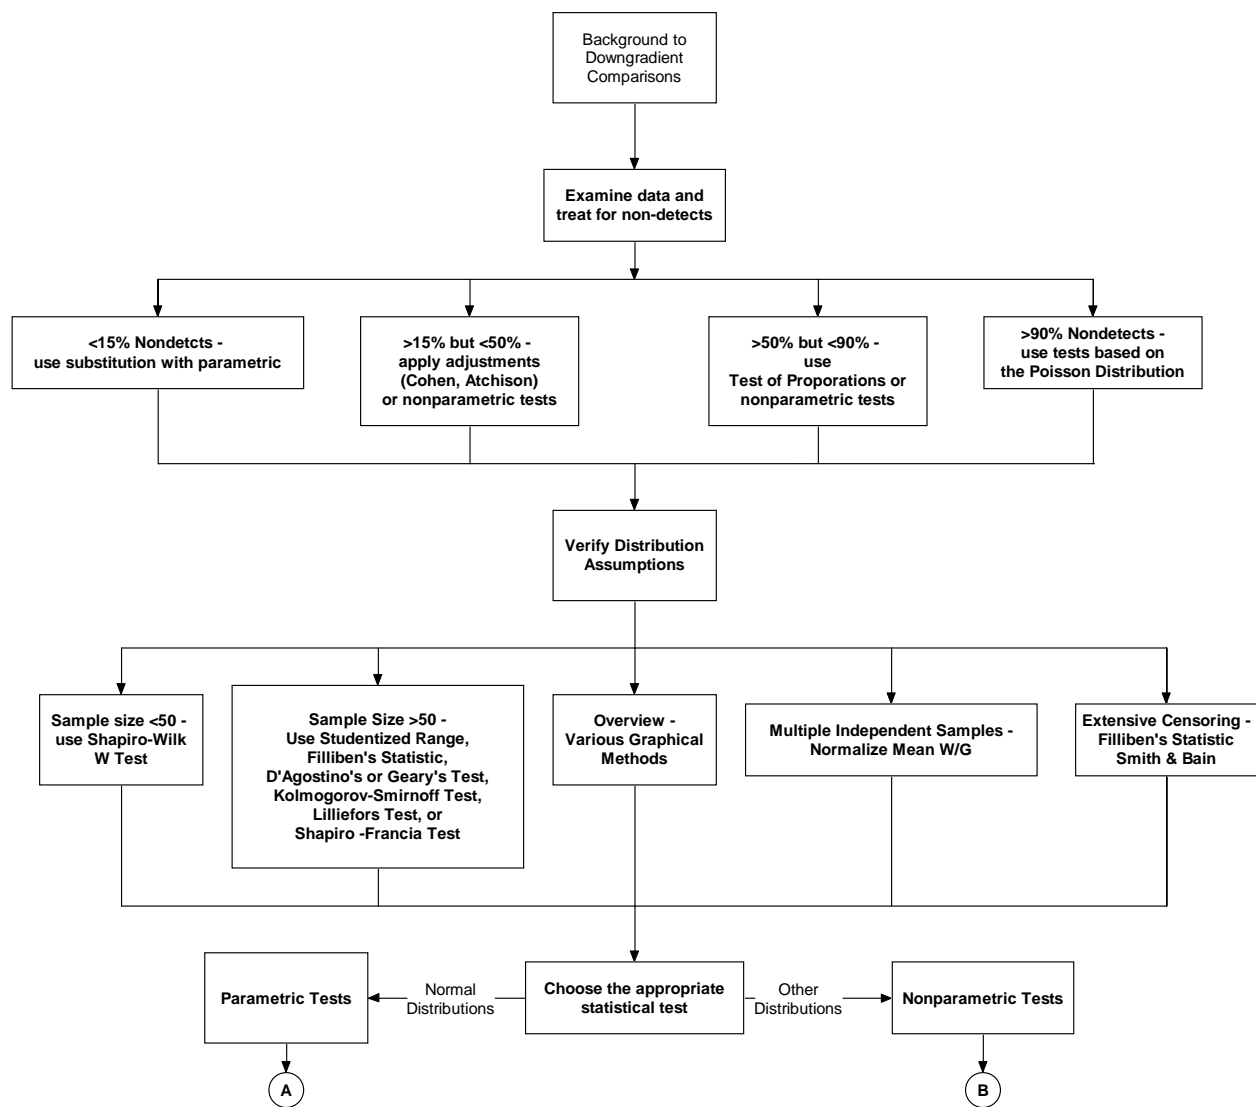 Background to
Downgradient
Comparisons
Examine data and
treat for non-detects
<15% Nondetcts -
use substitution with parametric
>15% but <50% -
apply adjustments
(Cohen, Atchison)
or nonparametric tests
>50% but <90% -
use
Test of Proporations or
nonparametric tests
>90% Nondetects -
use tests based on
the Poisson Distribution
Verify Distribution
Assumptions
Sample size <50 -
use Shapiro-Wilk
W Test
Sample Size >50 -
Use Studentized Range,
Filliben's Statistic,
D'Agostino's or Geary's Test,
Kolmogorov-Smirnoff Test,
Lilliefors Test, or
Shapiro -Francia Test
Overview -
Various Graphical
Methods
Multiple Independent Samples -
Normalize Mean W/G
Extensive Censoring -
Filliben's Statistic
Smith & Bain
Parametric Tests
Normal
Distributions
Choose the appropriate
statistical test
Other
Distributions
Nonparametric Tests
A
B